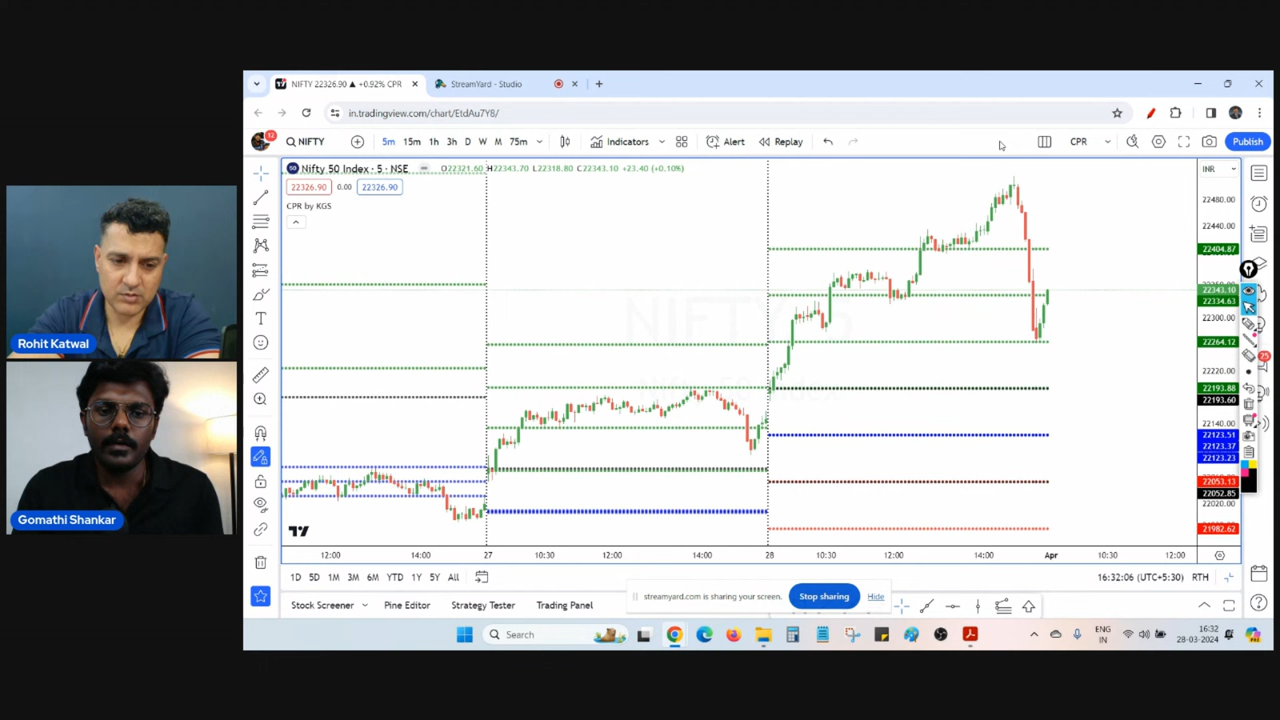 NIFTY 22326.90 ▲ +0.92% CPR
StreamYard - Studio
in.tradingview.com/chart/EtdAu7Y8/
12
NIFTY
5m 15m 1h 3h D W M 75m
Indicators
Alert
Replay
CPR
Publish
Nifty 50 Index · 5 · NSE
O22321.60 H22343.70 L22318.80 C22343.10 +23.40 (+0.10%)
INR
22326.90 0.00 22326.90
CPR by KGS
22480.00
22440.00
22404.87
22343.10
22334.63
22300.00
22264.12
22220.00
22193.88
22193.60
22140.00
22123.51
22123.37
22123.23
22053.13
22052.85
22020.00
21982.62
25
NIFTY
Rohit Katwal
Gomathi Shankar
12:00 14:00 27 10:30 12:00 14:00 28 10:30 12:00 14:00 Apr 10:30 12:00
1D 5D 1M 3M 6M YTD 1Y 5Y All
16:32:06 (UTC+5:30) RTH
streamyard.com is sharing your screen.
Stop sharing
Hide
Stock Screener Pine Editor Strategy Tester Trading Panel
Search
ENG
IN
16:32
28-03-2024